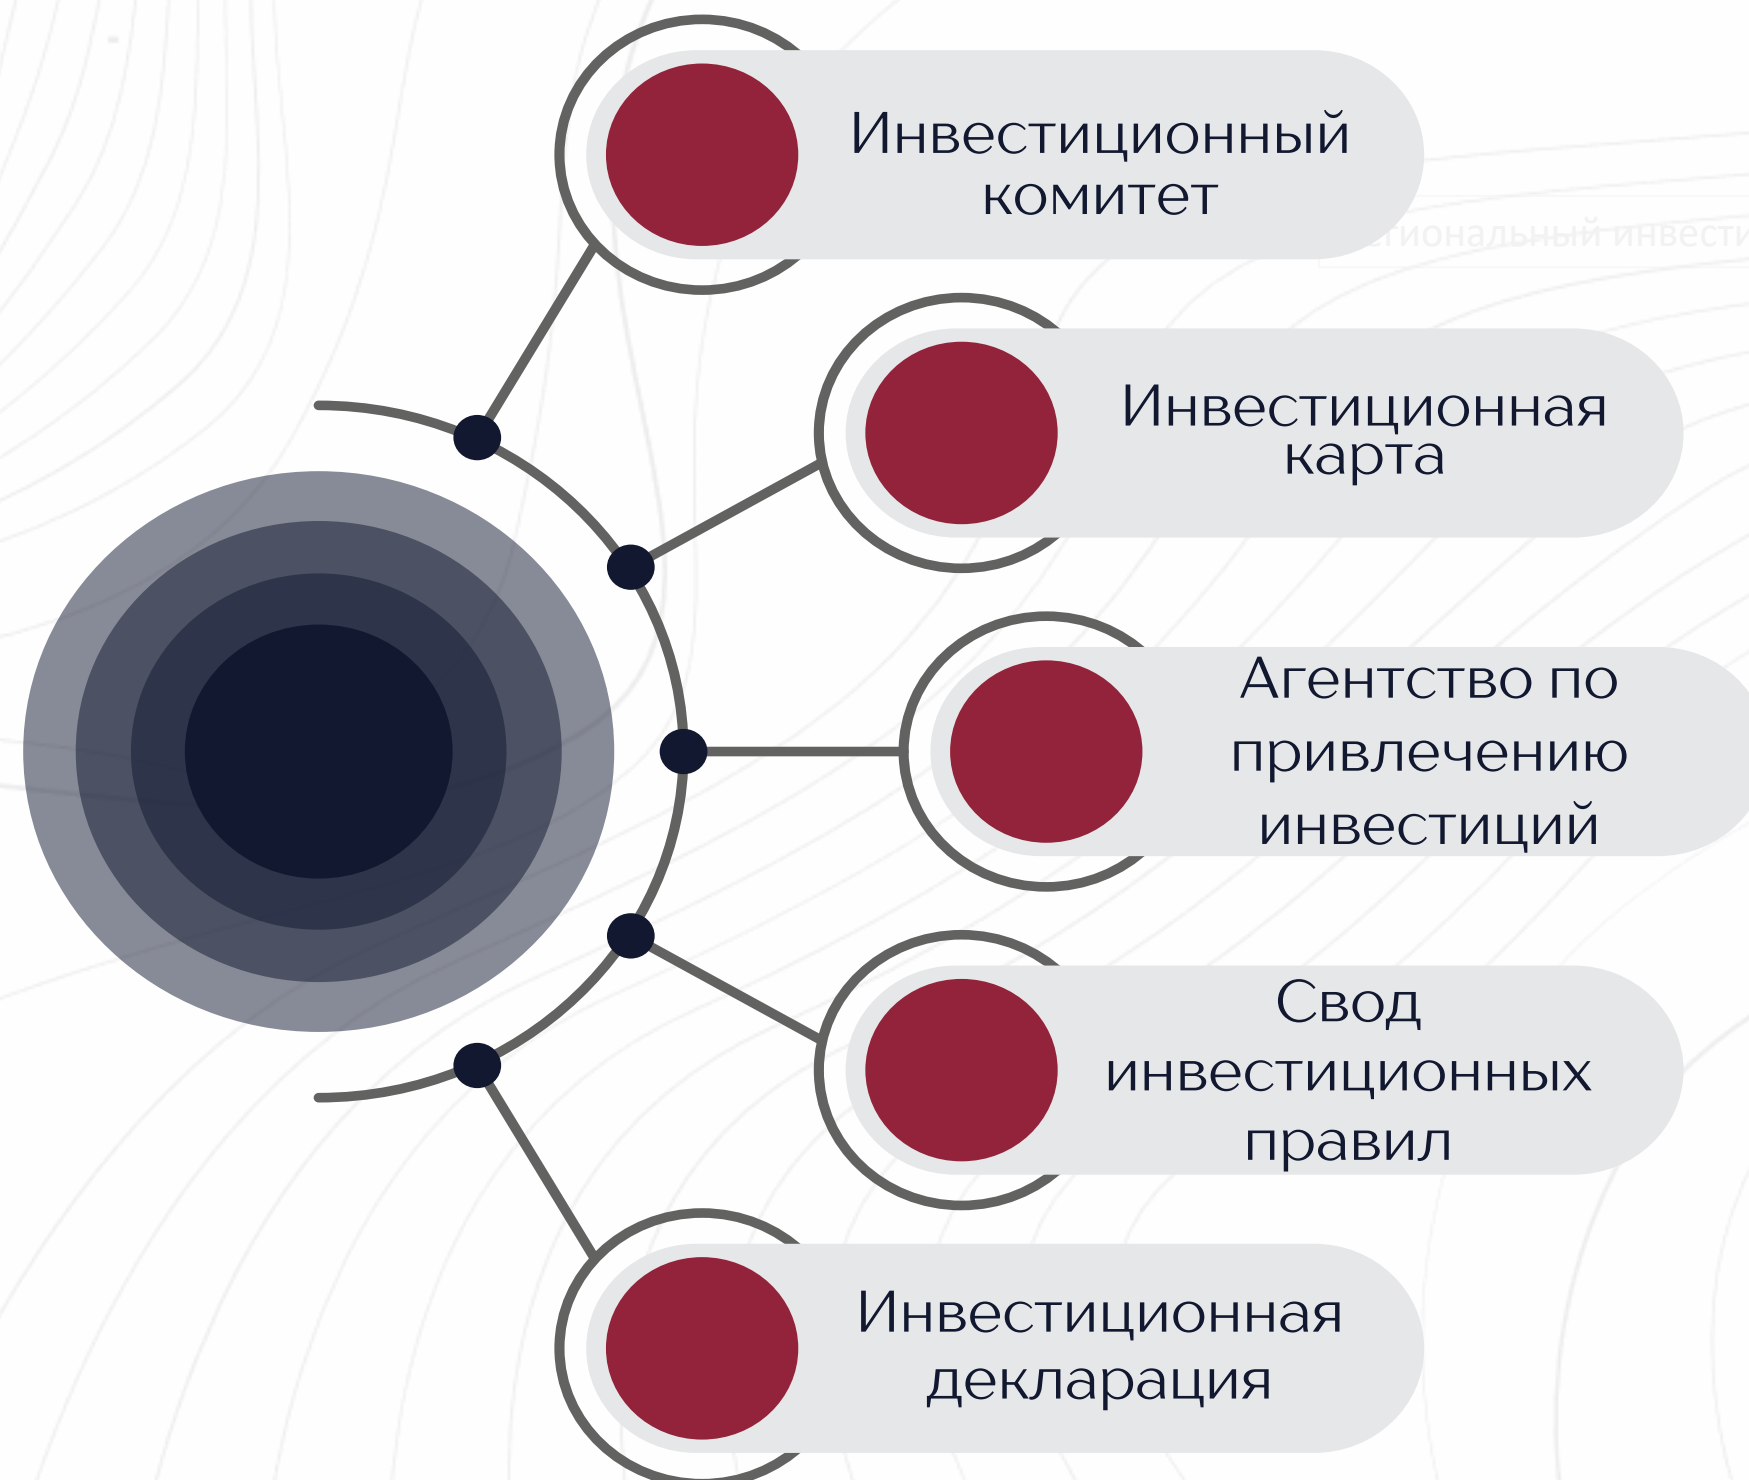 Инвестиционный
комитет
Инвестиционная
карта
Агентство по
привлечению
инвестиций
Свод
инвестиционных
правил
Инвестиционная
декларация